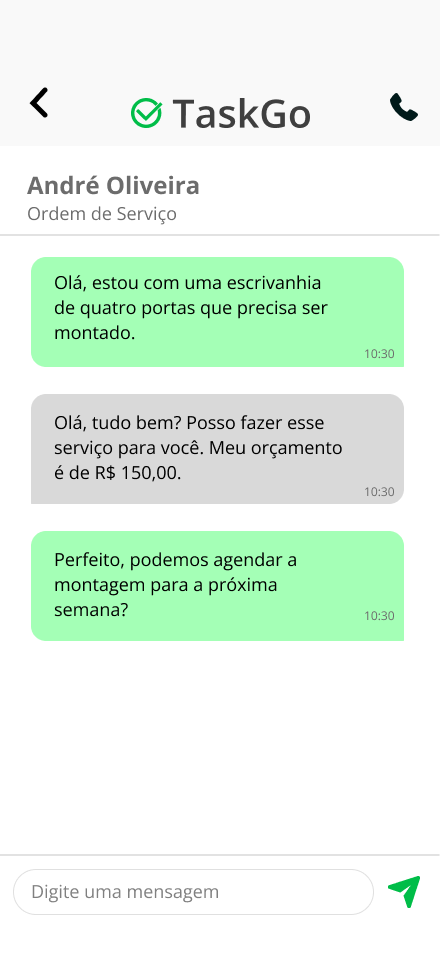 TaskGo
André Oliveira
Ordem de Serviço
Olá, estou com uma escrivanhia
de quatro portas que precisa ser
montado.
10:30
Olá, tudo bem? Posso fazer esse
serviço para você. Meu orçamento
é de R$ 150,00.
10:30
Perfeito, podemos agendar a
montagem para a próxima
semana?
10:30
Digite uma mensagem